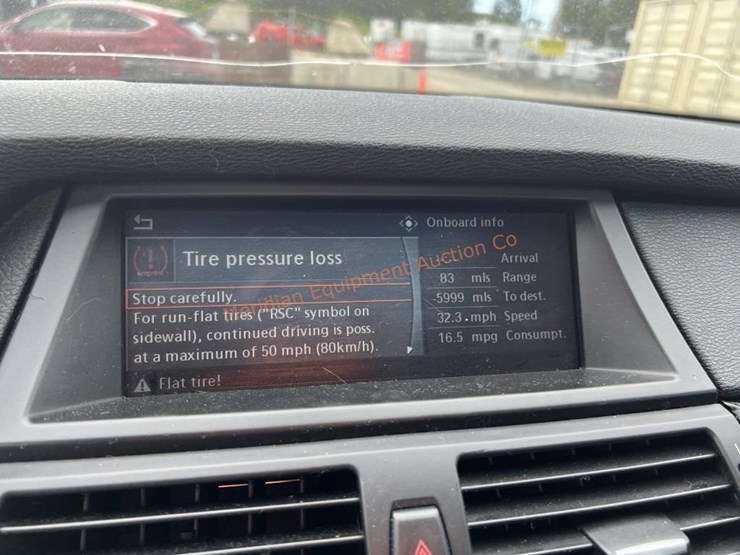 Onboard info
Tire pressure loss
Stop carefully.
For run-flat tires ("RSC" symbol on
sidewall), continued driving is poss.
at a maximum of 50 mph (80km/h).
Flat tire!
Arrival
83 mls Range
-5999 mls To dest.
32.3 mph Speed
16.5 mpg Consumpt.
Meridian Equipment Auction Co